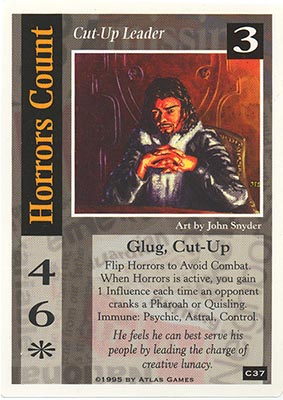 Cut-Up Leader
3
Horrors Count
Art by John Snyder
4
6
*
Glug, Cut-Up
Flip Horrors to Avoid Combat.
When Horrors is active, you gain
1 Influence each time an opponent
cranks a Pharoah or Quisling.
Immune: Psychic, Astral, Control.
He feels he can best serve his
people by leading the charge of
creative lunacy.
©1995 BY ATLAS GAMES
C37